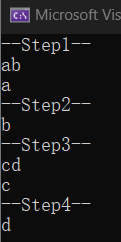 Microsoft Vis
--Step1--
ab
a
--Step2--
b
--Step3--
cd
c
--Step4--
d